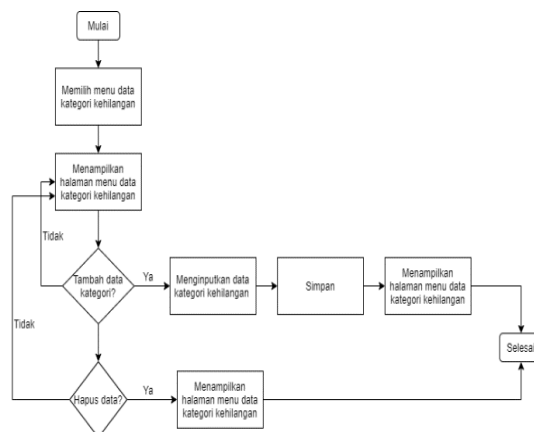 Mulai
Memilih menu data
kategori kehilangan
Menampilkan
halaman menu data
kategori kehilangan
Tidak
Tambah data
kategori?
Ya
Menginputkan data
kategori kehilangan
Simpan
Menampilkan
halaman menu data
kategori kehilangan
Selesai
Tidak
Hapus data?
Ya
Menampilkan
halaman menu data
kategori kehilangan